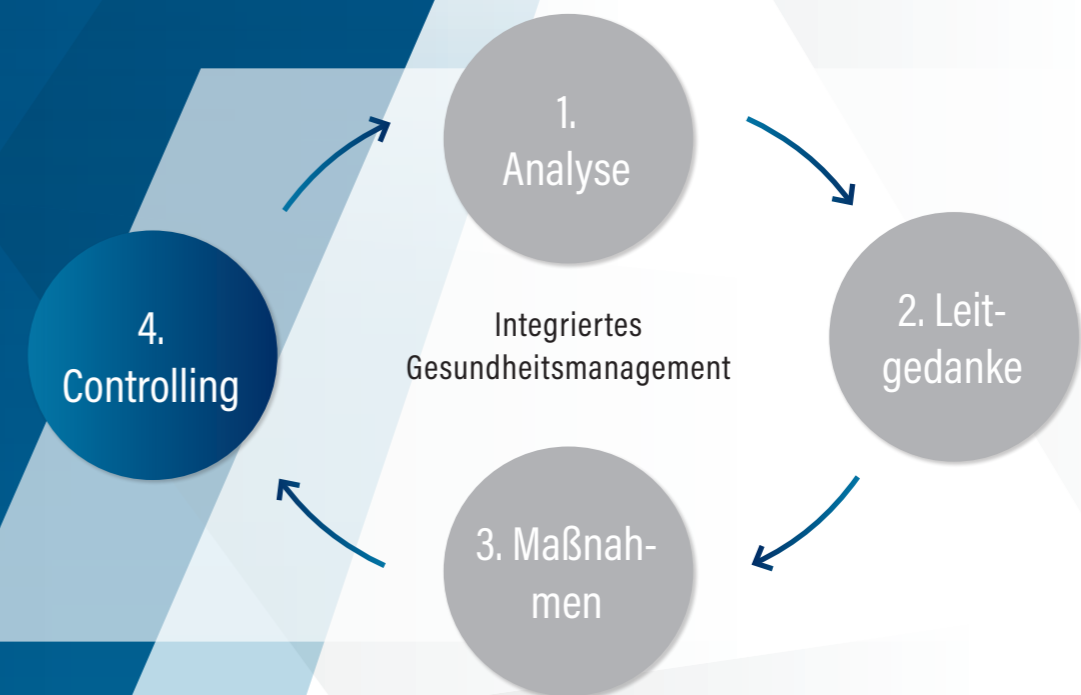 1.
Analyse
2. Leit-
gedanke
3. Maßnah-
men
4.
Controlling
Integriertes
Gesundheitsmanagement